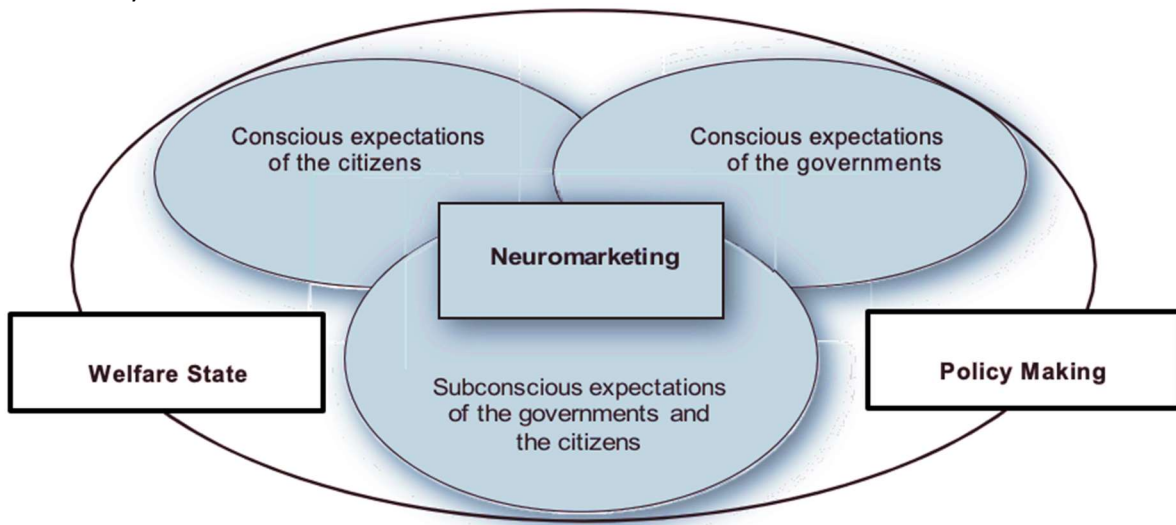 Conscious expectations
of the citizens
Conscious expectations
of the governments
Neuromarketing
Welfare State
Policy Making
Subconscious expectations
of the governments and
the citizens